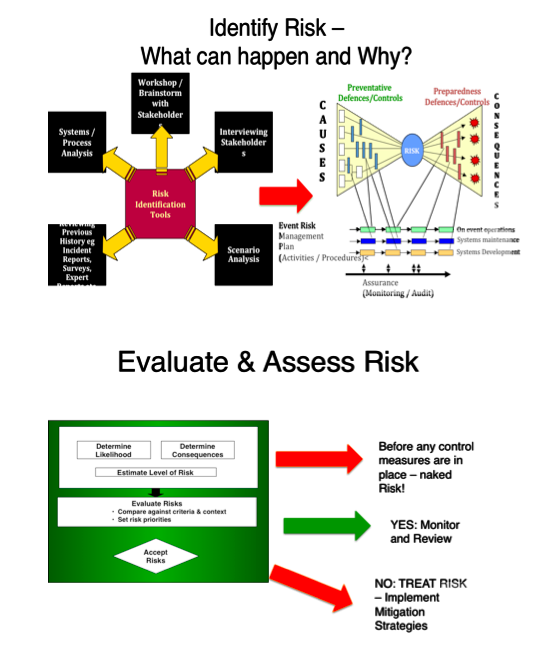 Identify Risk –
What can happen and Why?
Workshop /
Brainstorm
with
Stakeholder
Systems /
Process
Analysis
Interviewing
Stakeholder
s
Risk
Identification
Tools
Reviewing
Previous
History eg
Incident
Reports,
Surveys,
Expert
Scenario
Analysis
Preventative
Defences/Controls
Preparedness
Defences/Controls
CAUSES
RISK
CONSEQUENCES
Event Risk
Management
Plan
(Activities / Procedures)<
On event operations
Systems maintenance
Systems Development
Assurance
(Monitoring / Audit)
Evaluate & Assess Risk
Determine
Likelihood
Determine
Consequences
Estimate Level of Risk
Evaluate Risks
• Compare against criteria & context
• Set risk priorities
Accept
Risks
Before any control
measures are in
place – naked
Risk!
YES: Monitor
and Review
NO: TREAT RISK
– Implement
Mitigation
Strategies